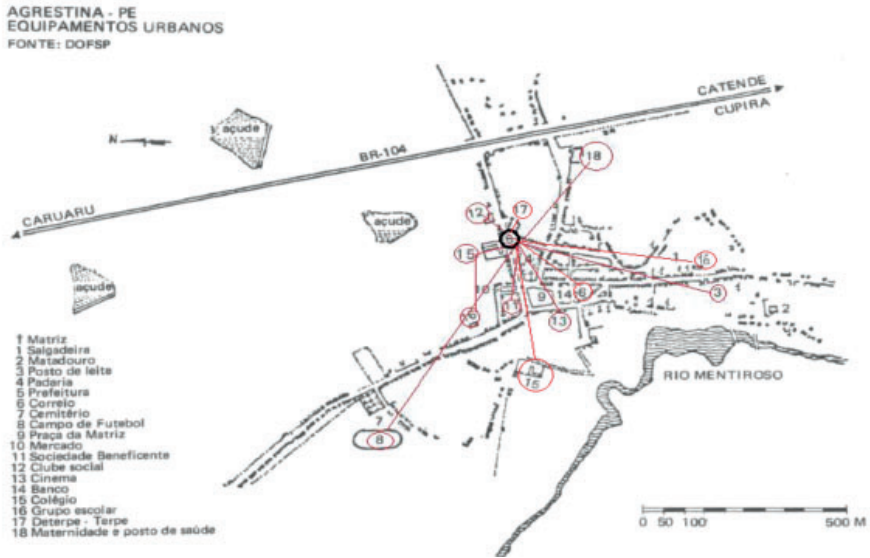 AGRESTINA - PE
EQUIPAMENTOS URBANOS
FONTE: DOFSP
CATENDE
CUPIRA
açude
N
BR-104
18
CARUARU
12
17
açude
15
16
açude
10
11
9
14
6
3
13
2
15
RIO MENTIROSO
7
8
† Matriz
1 Salgadeira
2 Matadouro
3 Posto de leite
4 Padaria
5 Prefeitura
6 Correio
7 Cemitério
8 Campo de Futebol
9 Praça da Matriz
10 Mercado
11 Sociedade Beneficente
12 Clube social
13 Cinema
14 Banco
15 Colégio
16 Grupo escolar
17 Deterpe - Terpe
18 Maternidade e posto de saúde
0 50 100 500 M